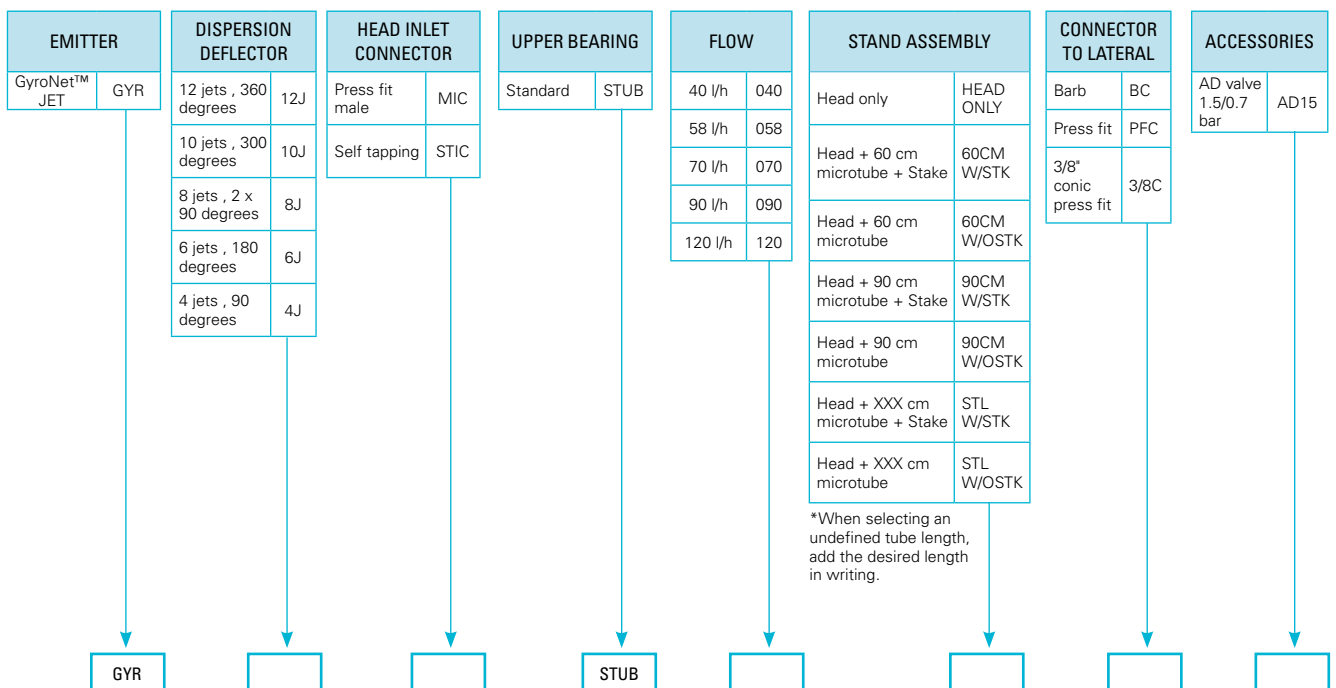 EMITTER
GyroNet™
JET
GYR
DISPERSION
DEFLECTOR
12 jets , 360
degrees
12J
10 jets , 300
degrees
10J
8 jets , 2 x
90 degrees
8J
6 jets , 180
degrees
6J
4 jets , 90
degrees
4J
HEAD INLET
CONNECTOR
Press fit
male
MIC
Self tapping
STIC
UPPER BEARING
Standard
STUB
FLOW
40 l/h
040
58 l/h
058
70 l/h
070
90 l/h
090
120 l/h
120
STAND ASSEMBLY
Head only
HEAD
ONLY
Head + 60 cm
microtube + Stake
60CM
W/STK
Head + 60 cm
microtube
60CM
W/OSTK
Head + 90 cm
microtube + Stake
90CM
W/STK
Head + 90 cm
microtube
90CM
W/OSTK
Head + XXX cm
microtube + Stake
STL
W/STK
Head + XXX cm
microtube
STL
W/OSTK
*When selecting an
undefined tube length,
add the desired length
in writing.
CONNECTOR
TO LATERAL
Barb
BC
Press fit
PFC
3/8"
conic
press fit
3/8C
ACCESSORIES
AD valve
1.5/0.7
bar
AD15
GYR
STUB